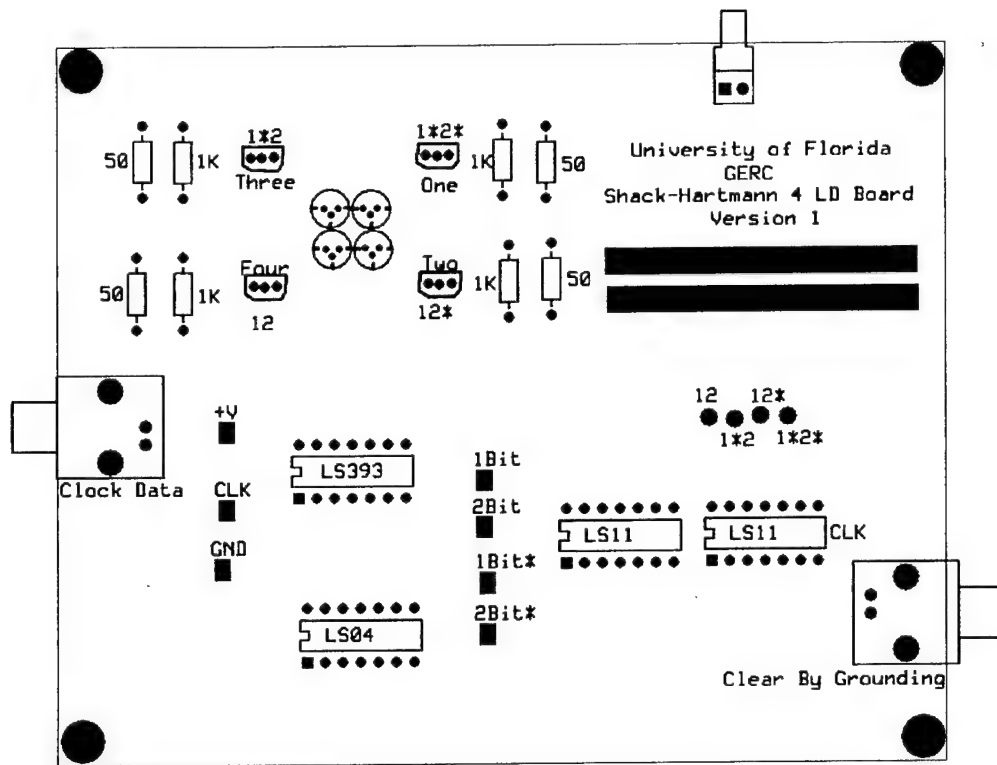 1*2
50
1K
Three
1*2*
One
1K
50
University of Florida
GERC
Shack-Hartmann 4 LD Board
Version 1
50
1K
Four
12
Two
12*
1K
50
12
12*
1*2
1*2*
+V
CLK
GND
Clock Data
LS393
LS04
1Bit
2Bit
1Bit*
2Bit*
LS11
LS11
CLK
Clear By Grounding